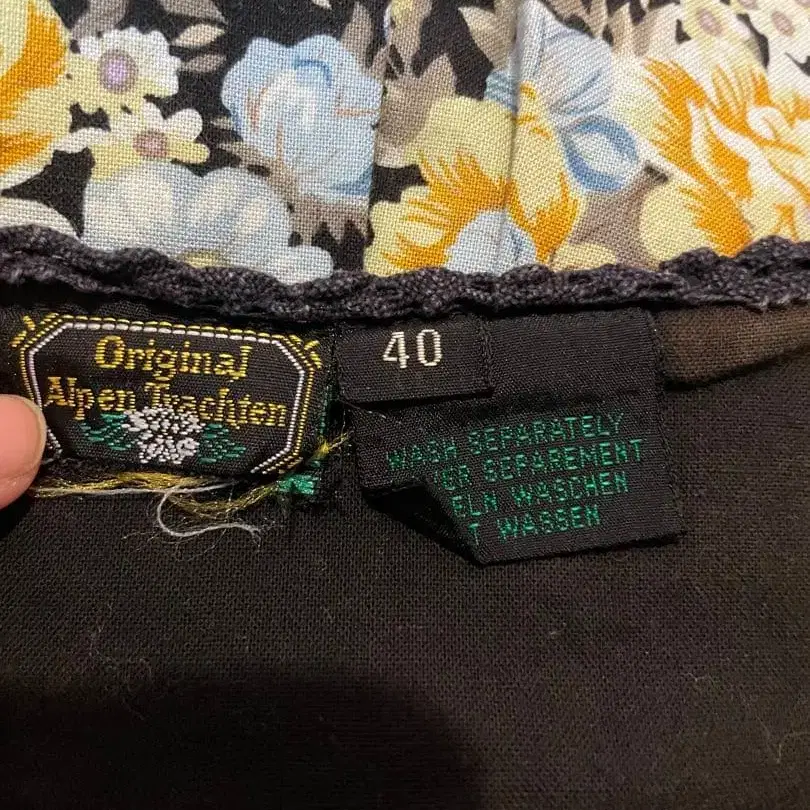 Original
Alpen Trachten
40
WASH SEPARATELY
SEPAREMENT
WASCHEN
WASSEN